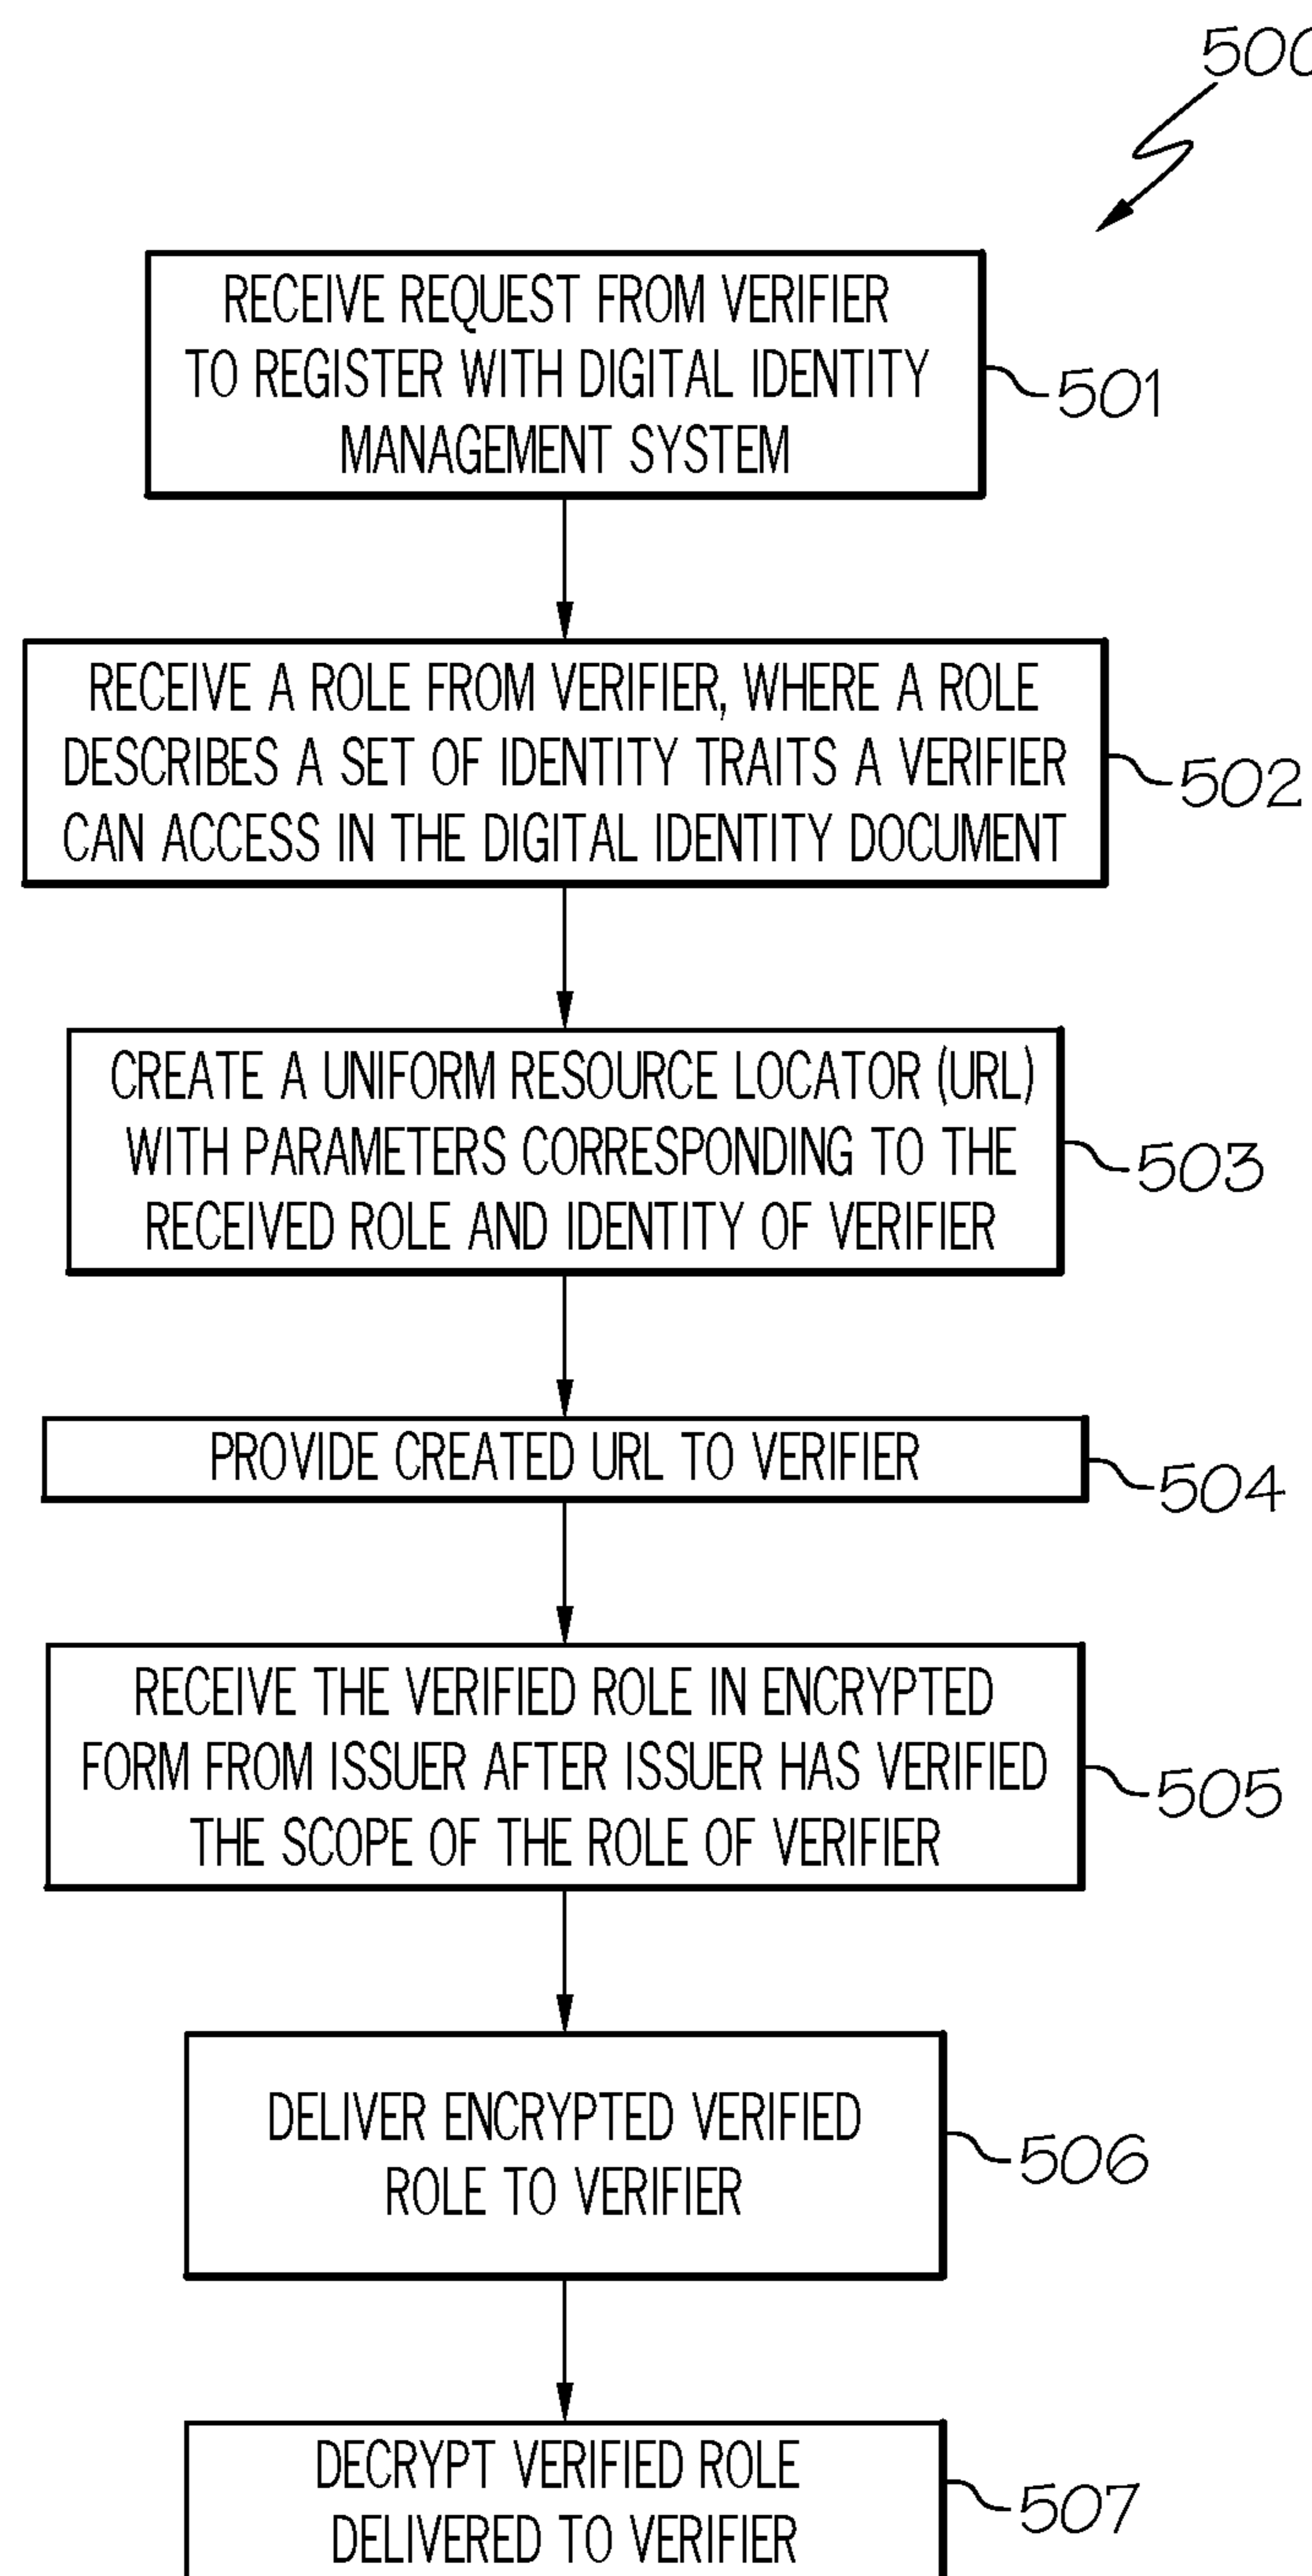 500
RECEIVE REQUEST FROM VERIFIER
TO REGISTER WITH DIGITAL IDENTITY
MANAGEMENT SYSTEM
501
RECEIVE A ROLE FROM VERIFIER, WHERE A ROLE
DESCRIBES A SET OF IDENTITY TRAITS A VERIFIER
CAN ACCESS IN THE DIGITAL IDENTITY DOCUMENT
502
CREATE A UNIFORM RESOURCE LOCATOR (URL)
WITH PARAMETERS CORRESPONDING TO THE
RECEIVED ROLE AND IDENTITY OF VERIFIER
503
PROVIDE CREATED URL TO VERIFIER
504
RECEIVE THE VERIFIED ROLE IN ENCRYPTED
FORM FROM ISSUER AFTER ISSUER HAS VERIFIED
THE SCOPE OF THE ROLE OF VERIFIER
505
DELIVER ENCRYPTED VERIFIED
ROLE TO VERIFIER
506
DECRYPT VERIFIED ROLE
DELIVERED TO VERIFIER
507